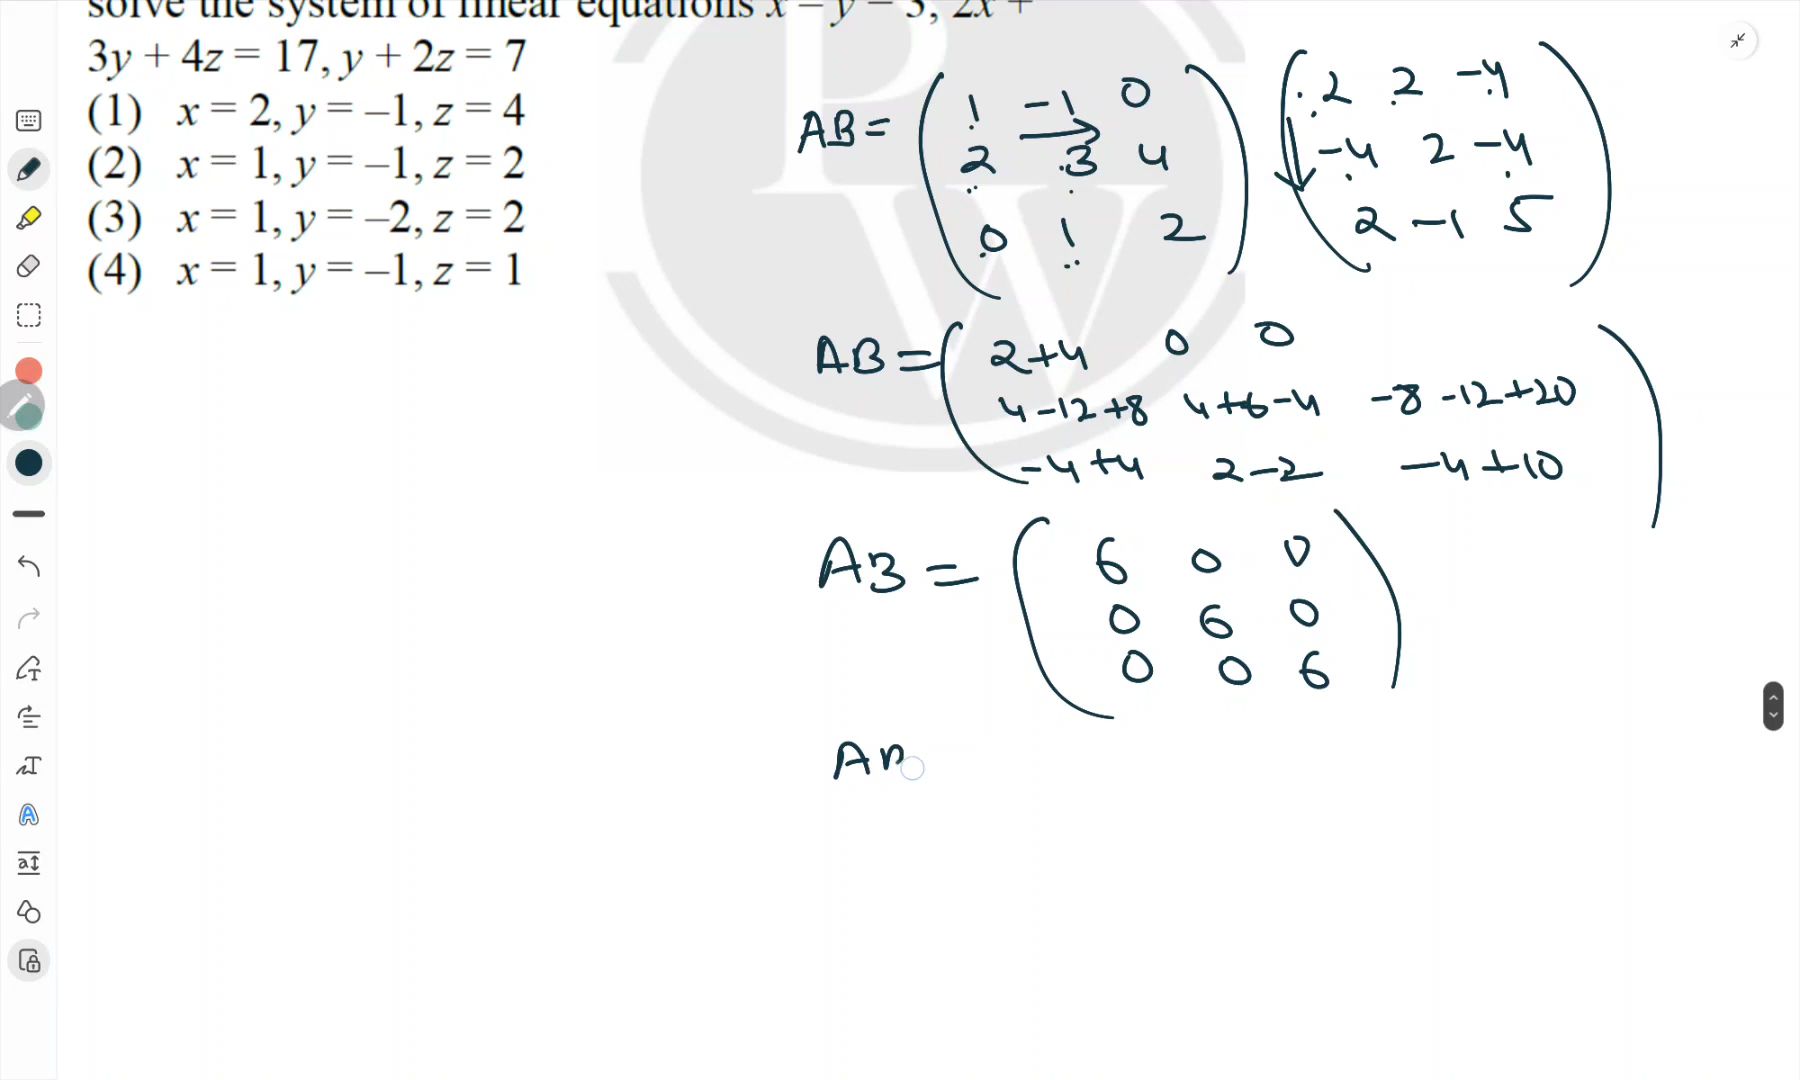 solve the system of linear equations x – y = 3, 2x +
3y + 4z = 17, y + 2z = 7
(1) x = 2, y = –1, z = 4
(2) x = 1, y = –1, z = 2
(3) x = 1, y = –2, z = 2
(4) x = 1, y = –1, z = 1
AB =
1 -1 0
2 3 4
0 1 2
2 2 -4
-4 2 -4
2 -1 5
AB =
2+4 0 0
4-12+8 4+6-4 -8-12+20
-4+4 2-2 -4+10
AB =
6 0 0
0 6 0
0 0 6
A